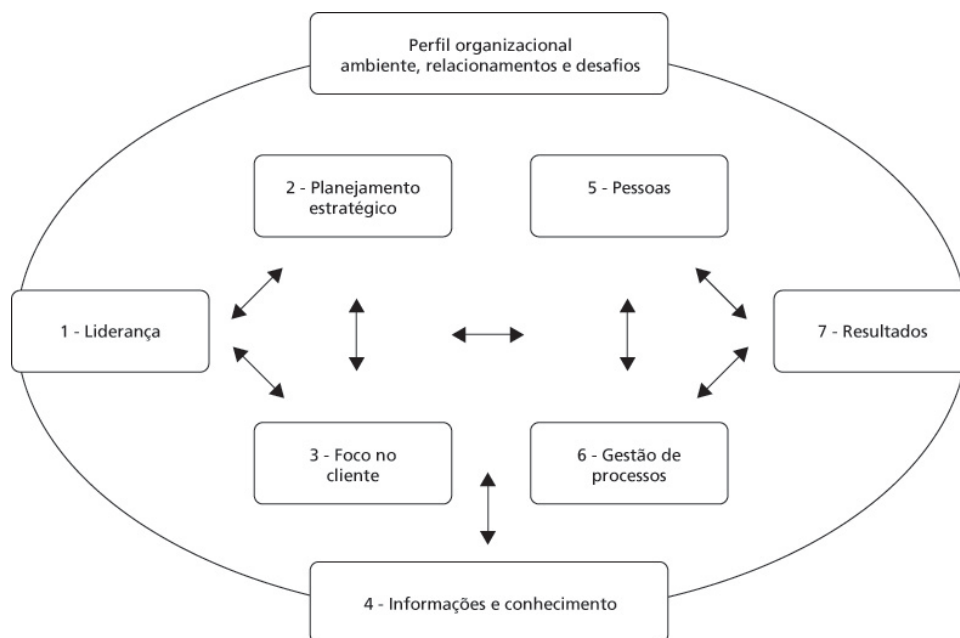 Perfil organizacional
ambiente, relacionamentos e desafios
2 - Planejamento
estratégico
5 - Pessoas
1 - Liderança
7 - Resultados
3 - Foco no
cliente
6 - Gestão de
processos
4 - Informações e conhecimento